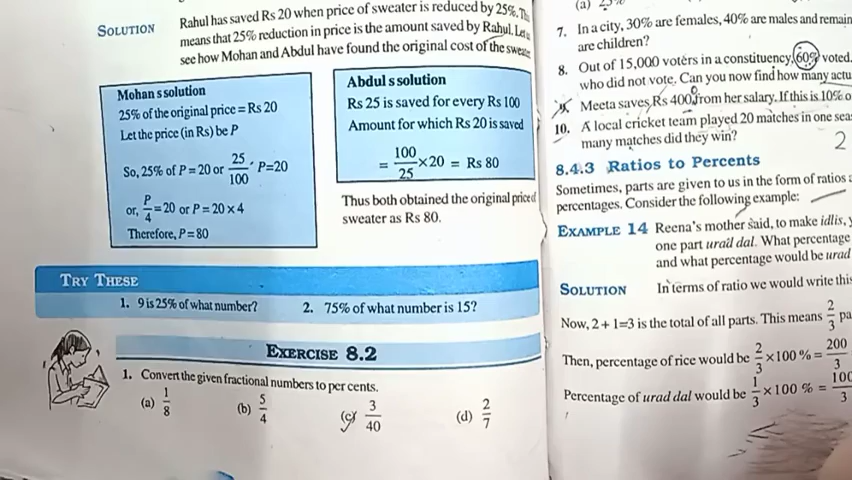 SOLUTION Rahul has saved Rs 20 when price of sweater is reduced by 25%.
means that 25% reduction in price is the amount saved by Rahul. Let
see how Mohan and Abdul have found the original cost of the
Mohan s solution
25% of the original price = Rs 20
Let the price (in Rs) be P
So, 25% of P = 20 or 25/100 ´ P=20
or, P/4 = 20 or P = 20 × 4
Therefore, P = 80
Abdul s solution
Rs 25 is saved for every Rs 100
Amount for which Rs 20 is saved
= 100/25 ×20 = Rs 80
Thus both obtained the original price
sweater as Rs 80.
TRY THESE
1. 9 is 25% of what number? 2. 75% of what number is 15?
EXERCISE 8.2
1. Convert the given fractional numbers to per cents.
(a) 1/8 (b) 5/4 (c) 3/40 (d) 2/7
(a)
7. In a city, 30% are females, 40% are males and remain
are children?
8. Out of 15,000 voters in a constituency, 60% voted.
who did not vote. Can you now find how many actu
9. Meeta saves Rs 400 from her salary. If this is 10% o
10. A local cricket team played 20 matches in one sea
many matches did they win?
2
8.4.3 Ratios to Percents
Sometimes, parts are given to us in the form of ratios
percentages. Consider the following example:
EXAMPLE 14 Reena's mother said, to make idlis,
one part urad dal. What percentage
and what percentage would be urad
SOLUTION In terms of ratio we would write this
Now, 2 + 1=3 is the total of all parts. This means 2/3 pa
Then, percentage of rice would be 2/3 ×100 % = 200/3
Percentage of urad dal would be 1/3 ×100 % = 100/3